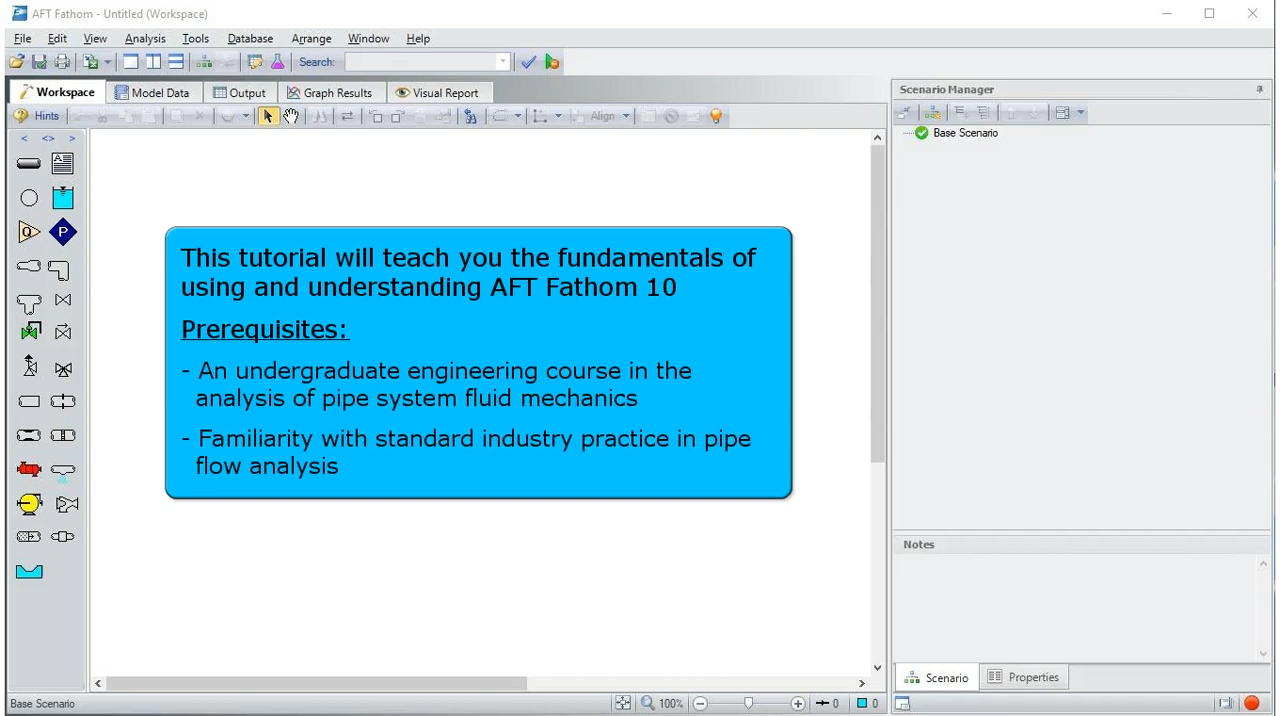 AFT Fathom - Untitled (Workspace)
File Edit View Analysis Tools Database Arrange Window Help
Search:
Workspace Model Data Output Graph Results Visual Report
Hints Align
< <> >
Q P
This tutorial will teach you the fundamentals of
using and understanding AFT Fathom 10
Prerequisites:
- An undergraduate engineering course in the
analysis of pipe system fluid mechanics
- Familiarity with standard industry practice in pipe
flow analysis
Scenario Manager
Base Scenario
Notes
Scenario Properties
Base Scenario 100% 0 0